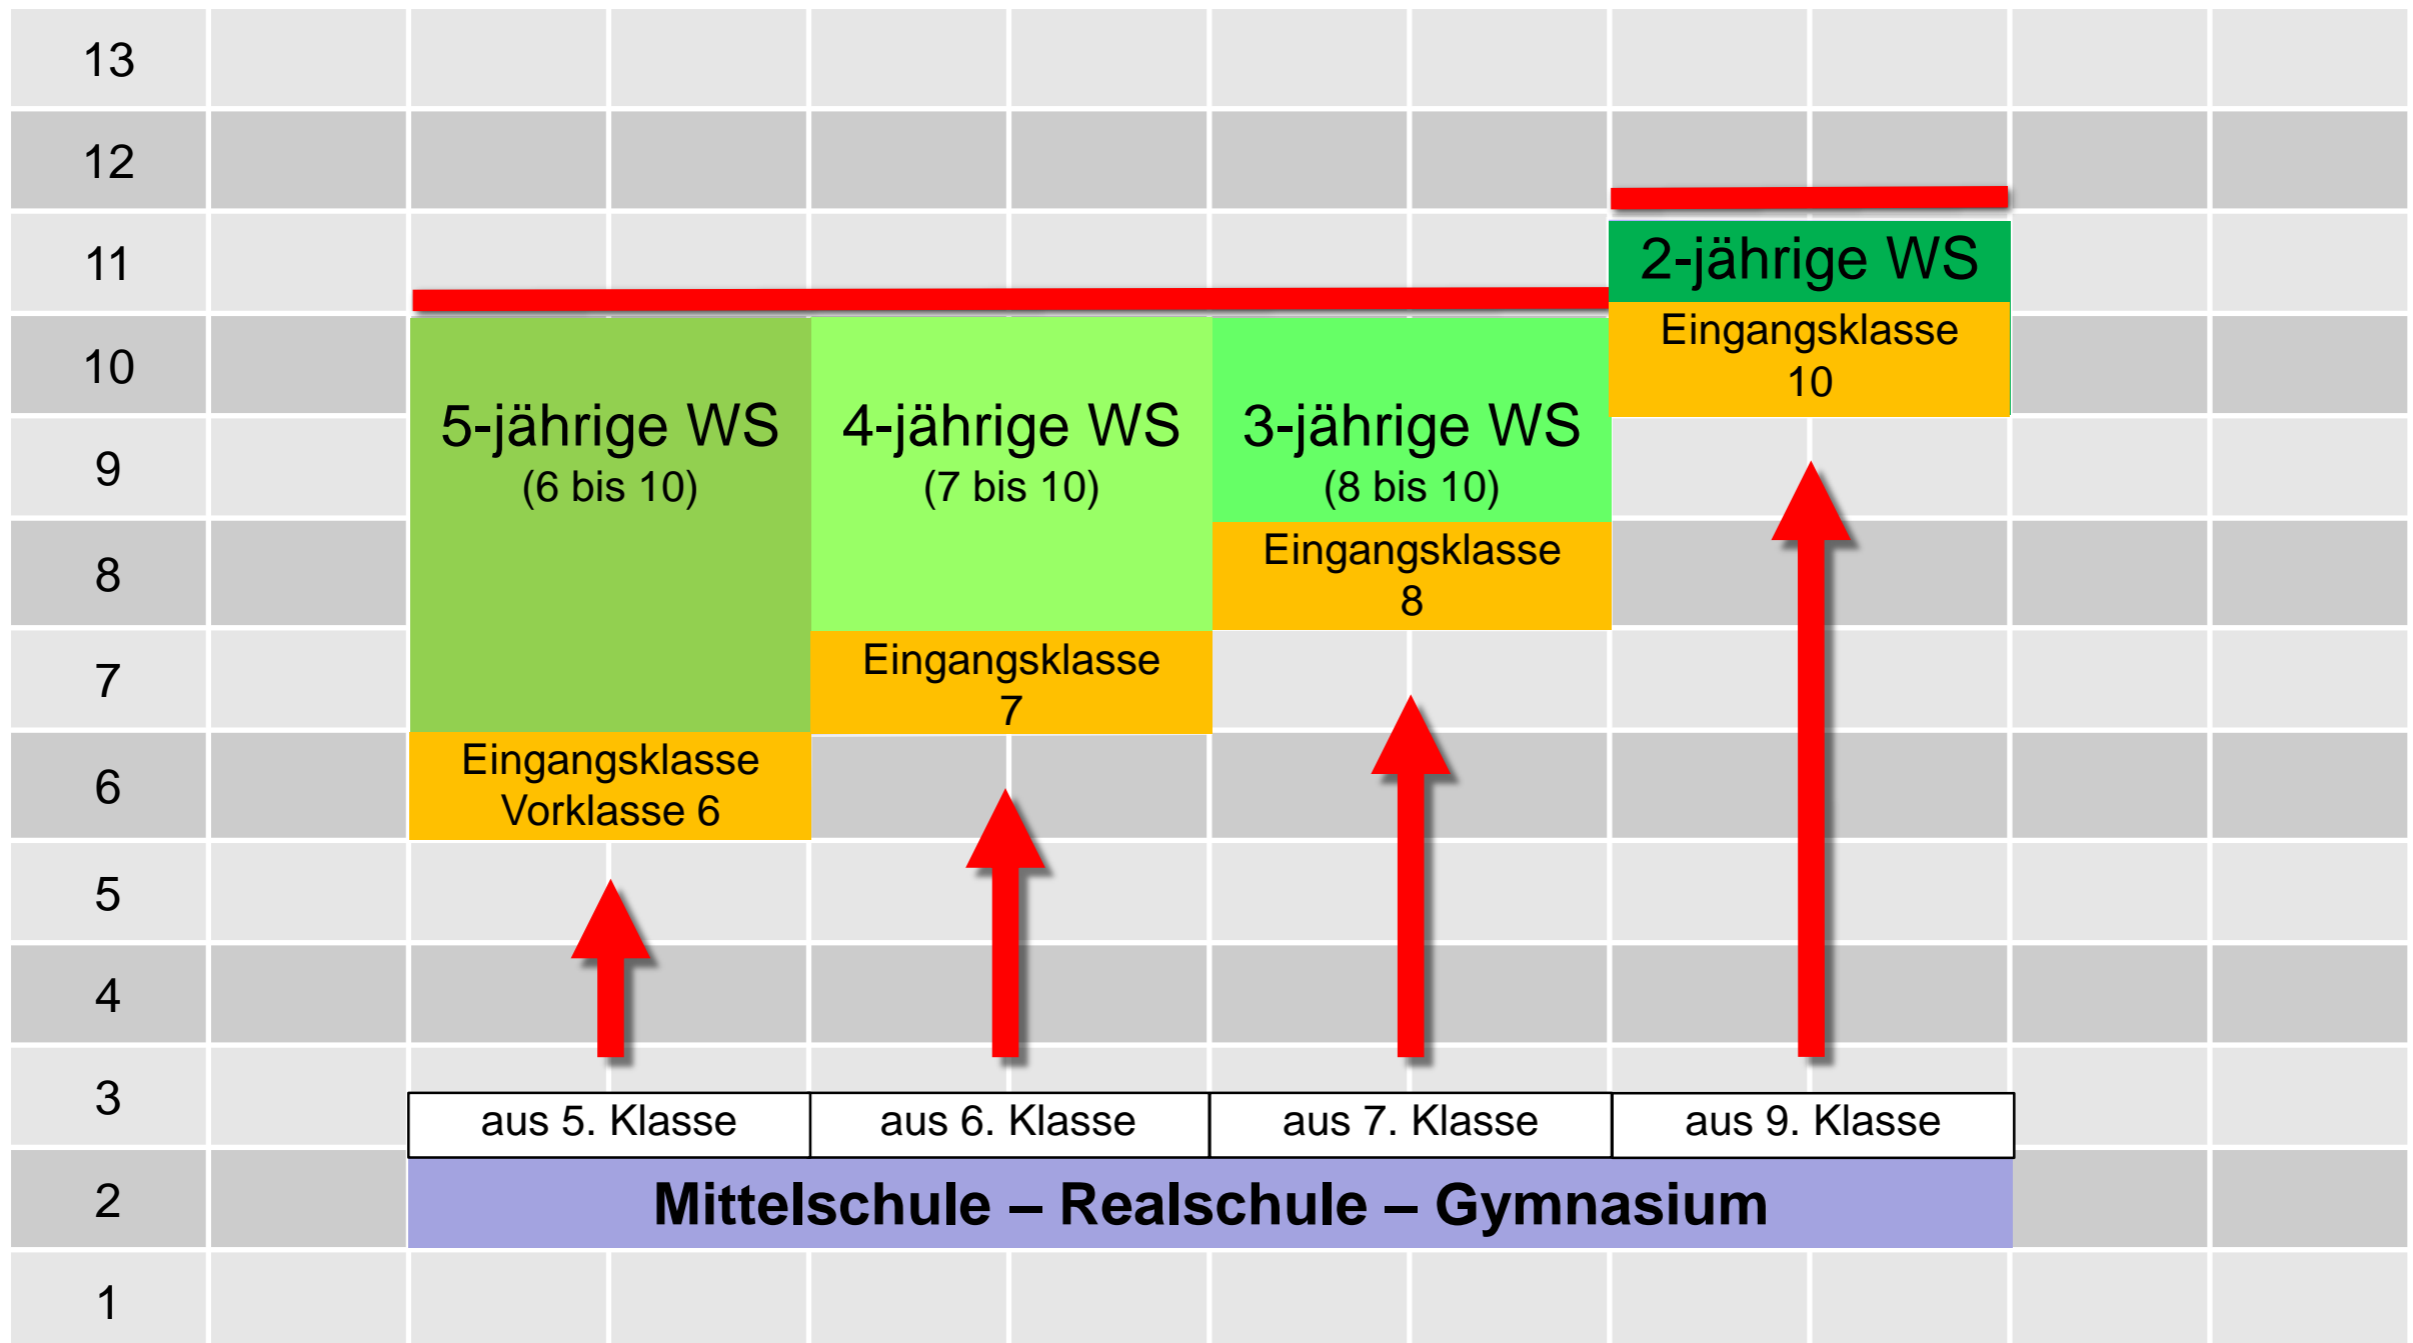 13
12
11
2-jährige WS
10
Eingangsklasse
10
9
5-jährige WS
(6 bis 10)
4-jährige WS
(7 bis 10)
3-jährige WS
(8 bis 10)
8
Eingangsklasse
8
7
Eingangsklasse
7
6
Eingangsklasse
Vorklasse 6
5
4
3
aus 5. Klasse
aus 6. Klasse
aus 7. Klasse
aus 9. Klasse
2
Mittelschule – Realschule – Gymnasium
1